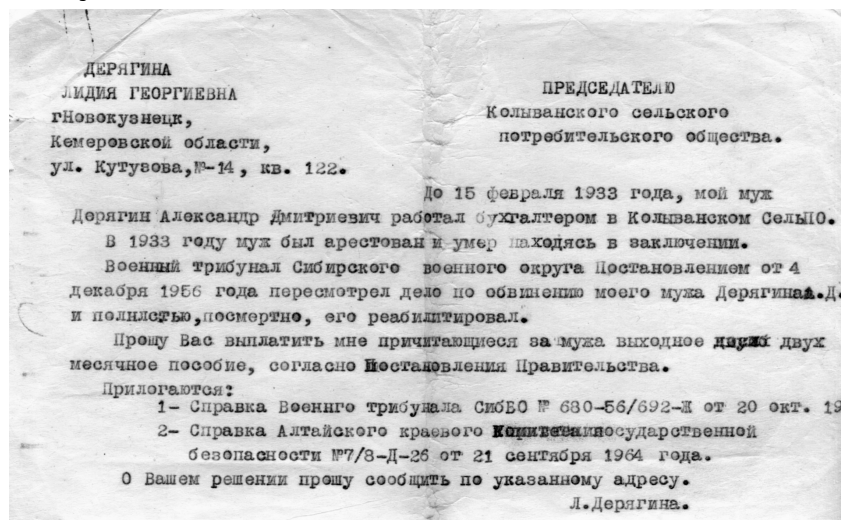 ДЕРЯГИНА
ЛИДИЯ ГЕОРГИЕВНА
гНовокузнецк,
Кемеровской области,
ул. Кутузова,№-14, кв. 122.
ПРЕДСЕДАТЕЛЮ
Колыванского сельского
потребительского общества.
До 15 февраля 1933 года, мой муж
Дерягин Александр Дмитриевич работал бухгалтером в Колыванском СельПО.
В 1933 году муж был арестован и умер находясь в заключении.
Военный трибунал Сибирского военного округа Постановлением от 4
декабря 1956 года пересмотрел дело по обвинению моего мужа ДерягинаА.Д.
и полнлстью,посмертно, его реабилитировал.
Прошу Вас выплатить мне причитающиеся за мужа выходное двух
месячное пособие, согласно Постановления Правительства.
Прилогаются:
1- Справка Военнго трибунала СибВО № 680-56/692-Ж от 20 окт. 19
2- Справка Алтайского краевого Комитета государственной
безопасности №7/8-Д-26 от 21 сентября 1964 года.
О Вашем решении прошу сообщить по указанному адресу.
Л.Дерягина.